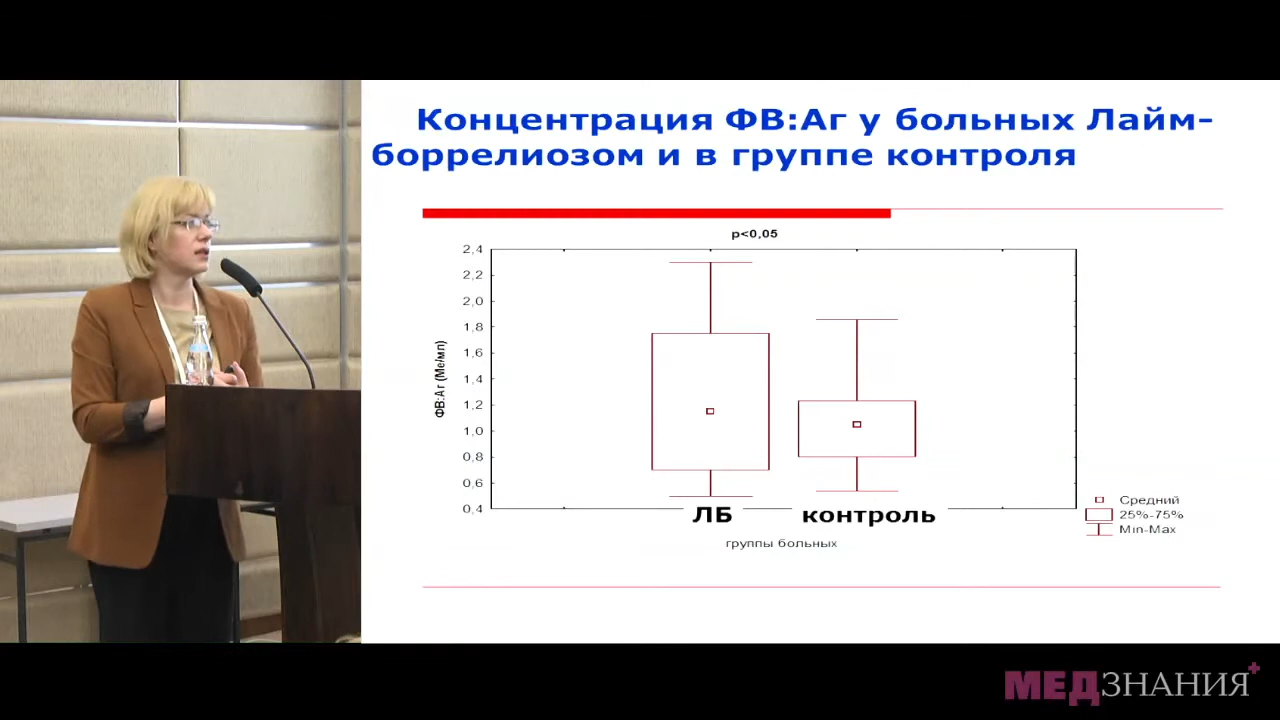 Концентрация ФВ:Аг у больных Лайм-
боррелиозом и в группе контроля
p<0,05
2,4
2,2
2,0
1,8
1,6
1,4
1,2
1,0
0,8
0,6
0,4
ФВ:Аг (Ме/мл)
ЛБ контроль
группы больных
Средний
25%-75%
Min-Max
МЕДЗНАНИЯ+